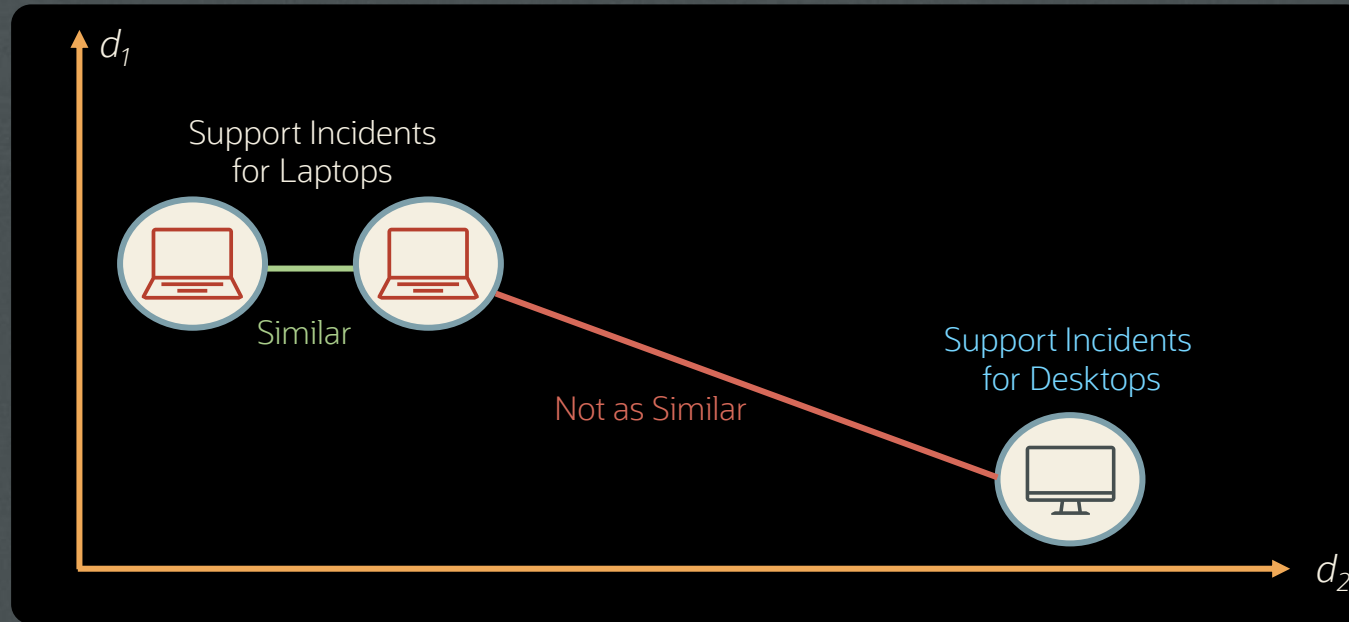 d₁
Support Incidents
for Laptops
Similar
Support Incidents
for Desktops
Not as Similar
d₂